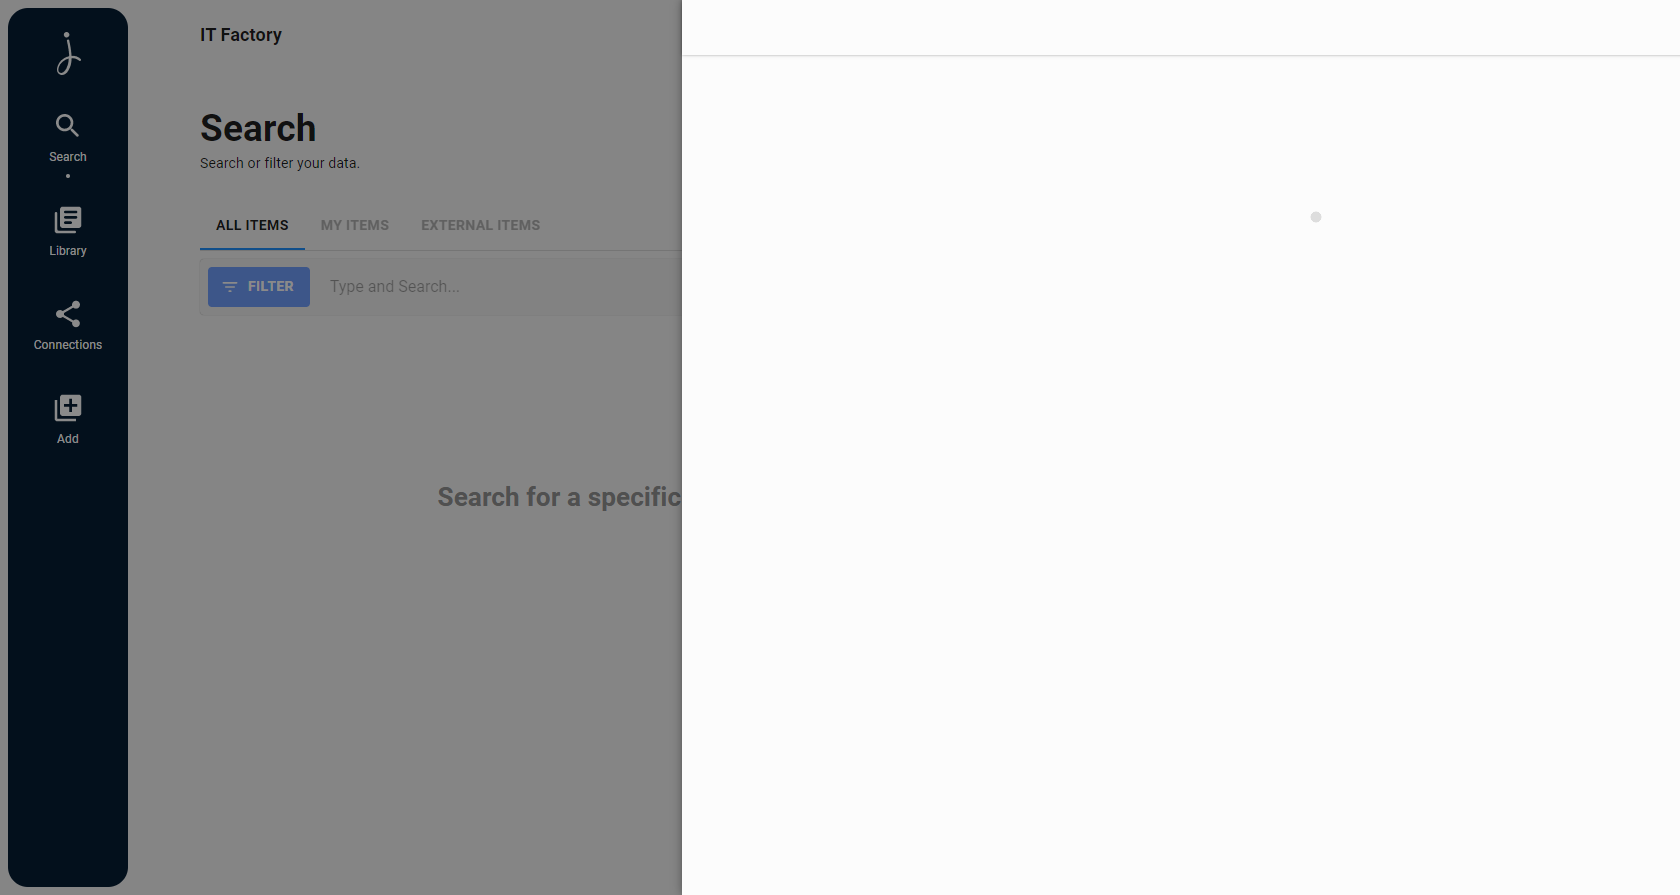 IT Factory
Search
Search or filter your data.
ALL ITEMS MY ITEMS EXTERNAL ITEMS
FILTER Type and Search...
Search for a specific
Search
Library
Connections
Add